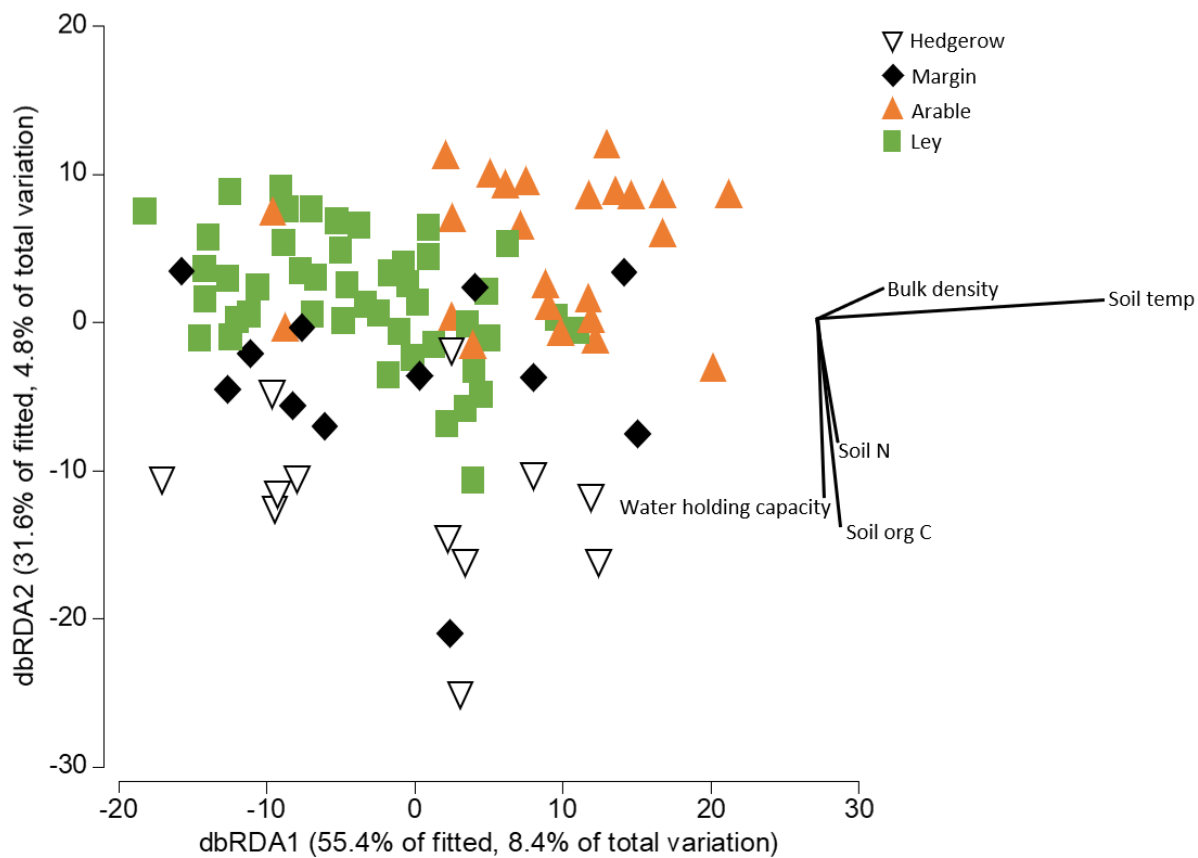 20
10
0
-10
-20
-30
dbRDA2 (31.6% of fitted, 4.8% of total variation)
Hedgerow
Margin
Arable
Ley
Bulk density
Soil temp
Soil N
Water holding capacity
Soil org C
-20 -10 0 10 20 30
dbRDA1 (55.4% of fitted, 8.4% of total variation)